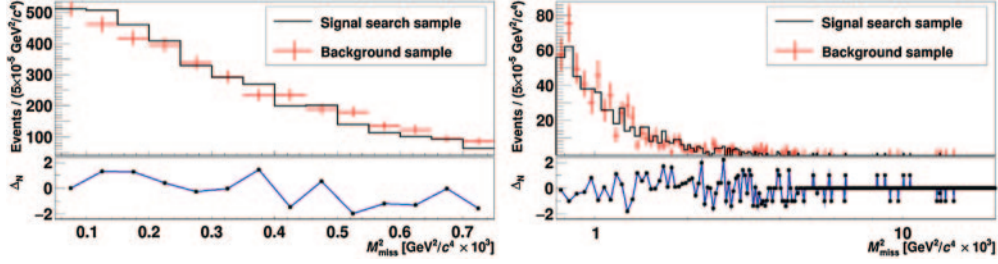 Events / (5×10⁻⁵ GeV²/c⁴)
500
400
300
200
100
Signal search sample
Background sample
Δ_N
2
0
−2
0.1 0.2 0.3 0.4 0.5 0.6 0.7
M²miss [GeV²/c⁴ × 10³]
Events / (5×10⁻⁵ GeV²/c⁴)
80
60
40
20
Signal search sample
Background sample
Δ_N
2
0
−2
1 10
M²miss [GeV²/c⁴ × 10³]